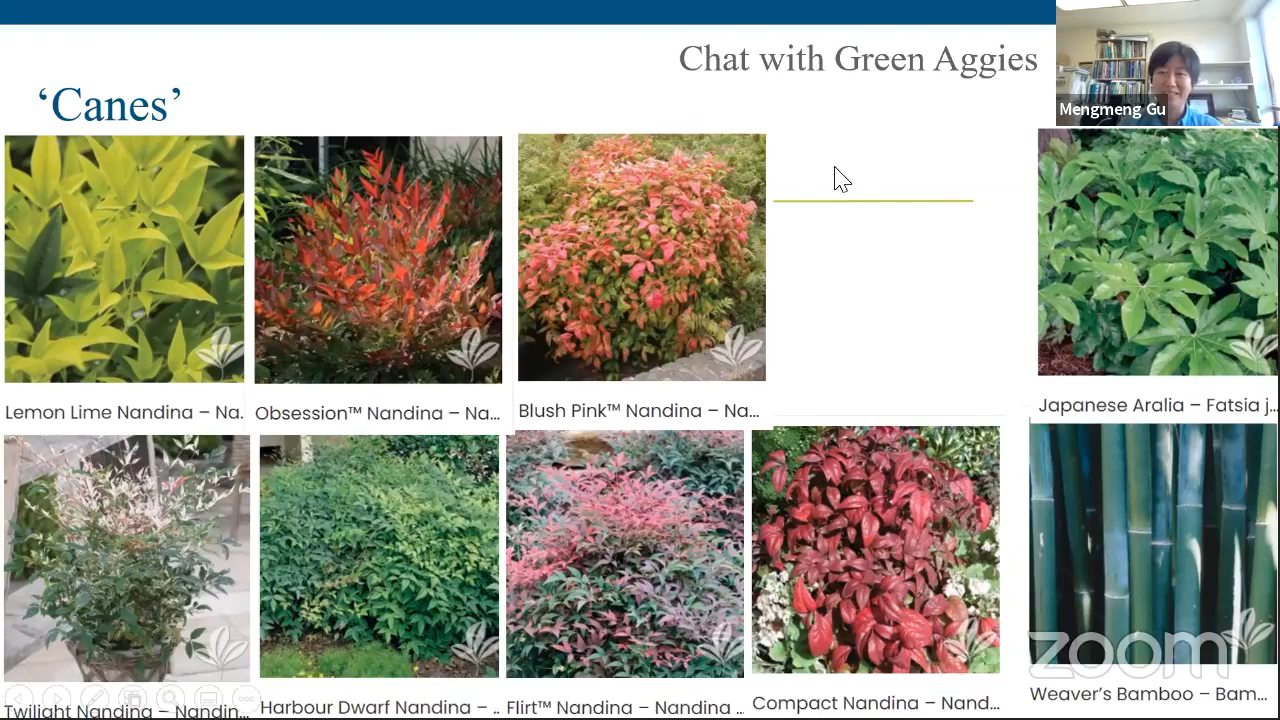 Chat with Green Aggies
‘Canes’
Mengmeng Gu
Lemon Lime Nandina – Na...
Obsession™ Nandina – Na...
Blush Pink™ Nandina – Na...
Japanese Aralia – Fatsia j...
Twilight Nandina – Nandin...
Harbour Dwarf Nandina – ..
Flirt™ Nandina – Nandina ...
Compact Nandina – Nand...
Weaver’s Bamboo – Bam...
zoom